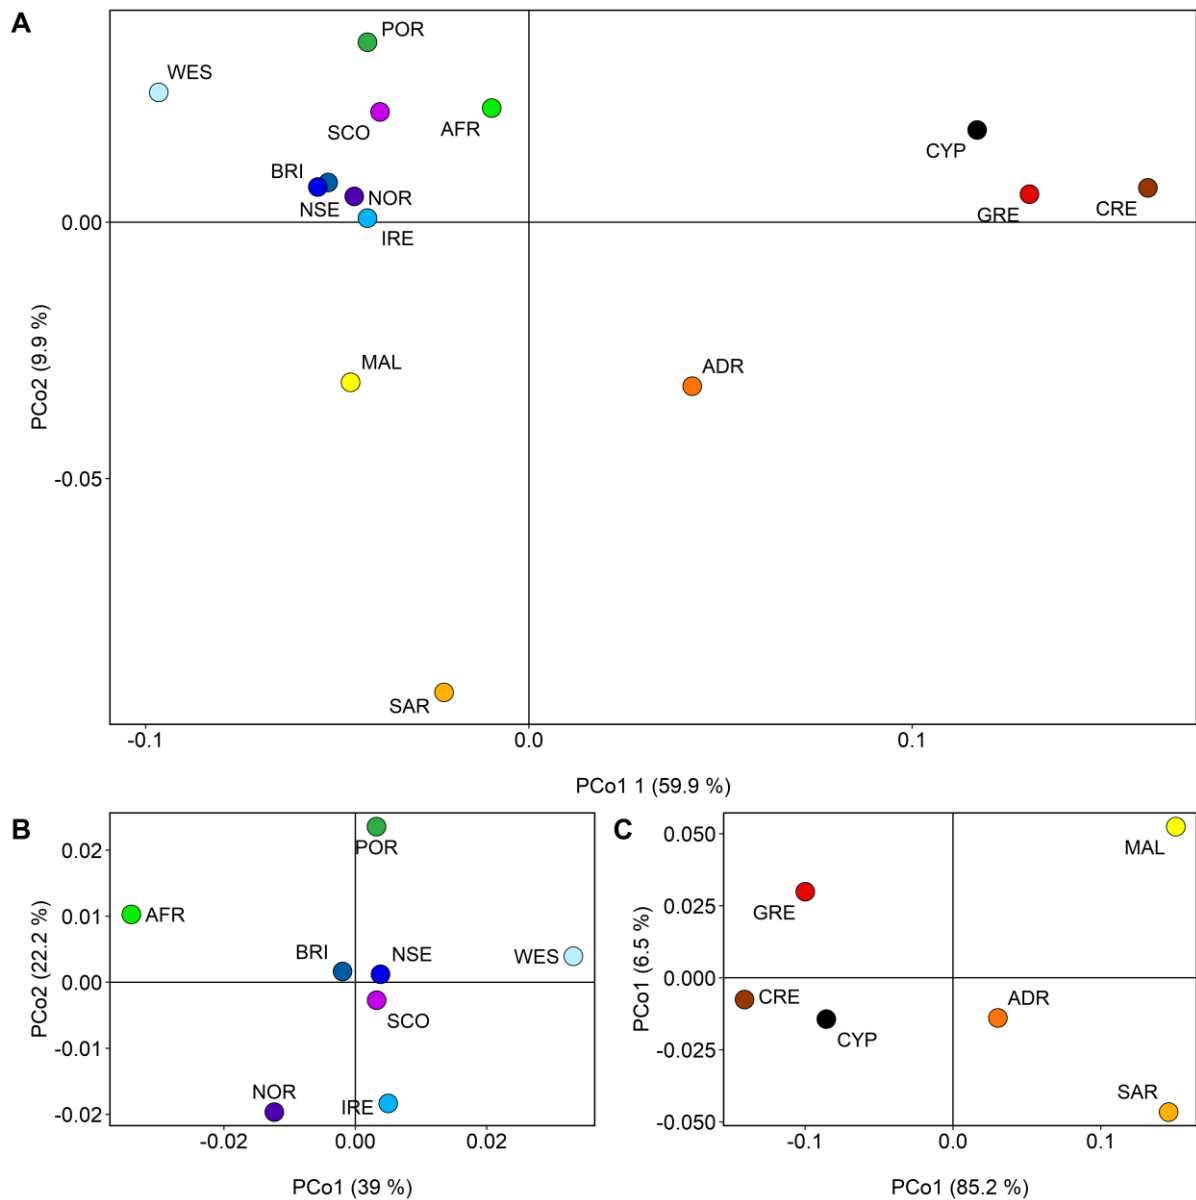 A
POR
WES
SCO
AFR
CYP
BRI
NSE
NOR
GRE
CRE
0.00
IRE
PCo2 (9.9 %)
MAL
ADR
-0.05
SAR
-0.1
0.0
0.1
PCo1 1 (59.9 %)
B
POR
0.02
AFR
0.01
BRI
NSE
WES
0.00
SCO
-0.01
NOR
IRE
-0.02
PCo2 (22.2 %)
-0.02
0.00
0.02
PCo1 (39 %)
C
0.050
MAL
0.025
GRE
0.000
CRE
ADR
-0.025
CYP
SAR
-0.050
PCo1 (6.5 %)
-0.1
0.0
0.1
PCo1 (85.2 %)